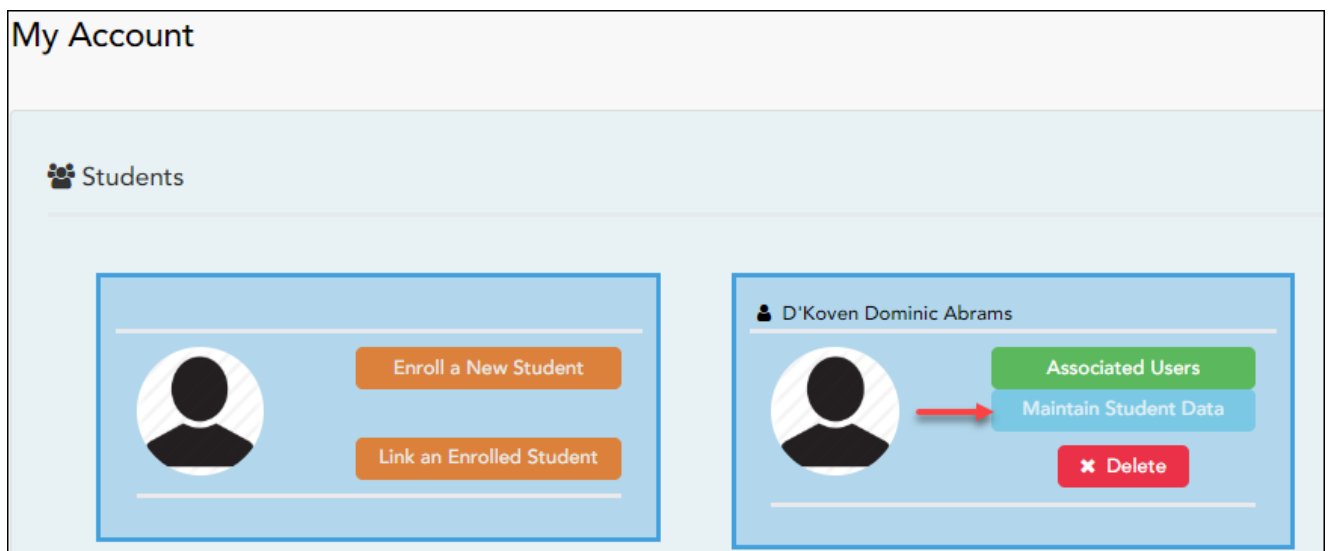 My Account
Students
Enroll a New Student
Link an Enrolled Student
D'Koven Dominic Abrams
Associated Users
Maintain Student Data
Delete